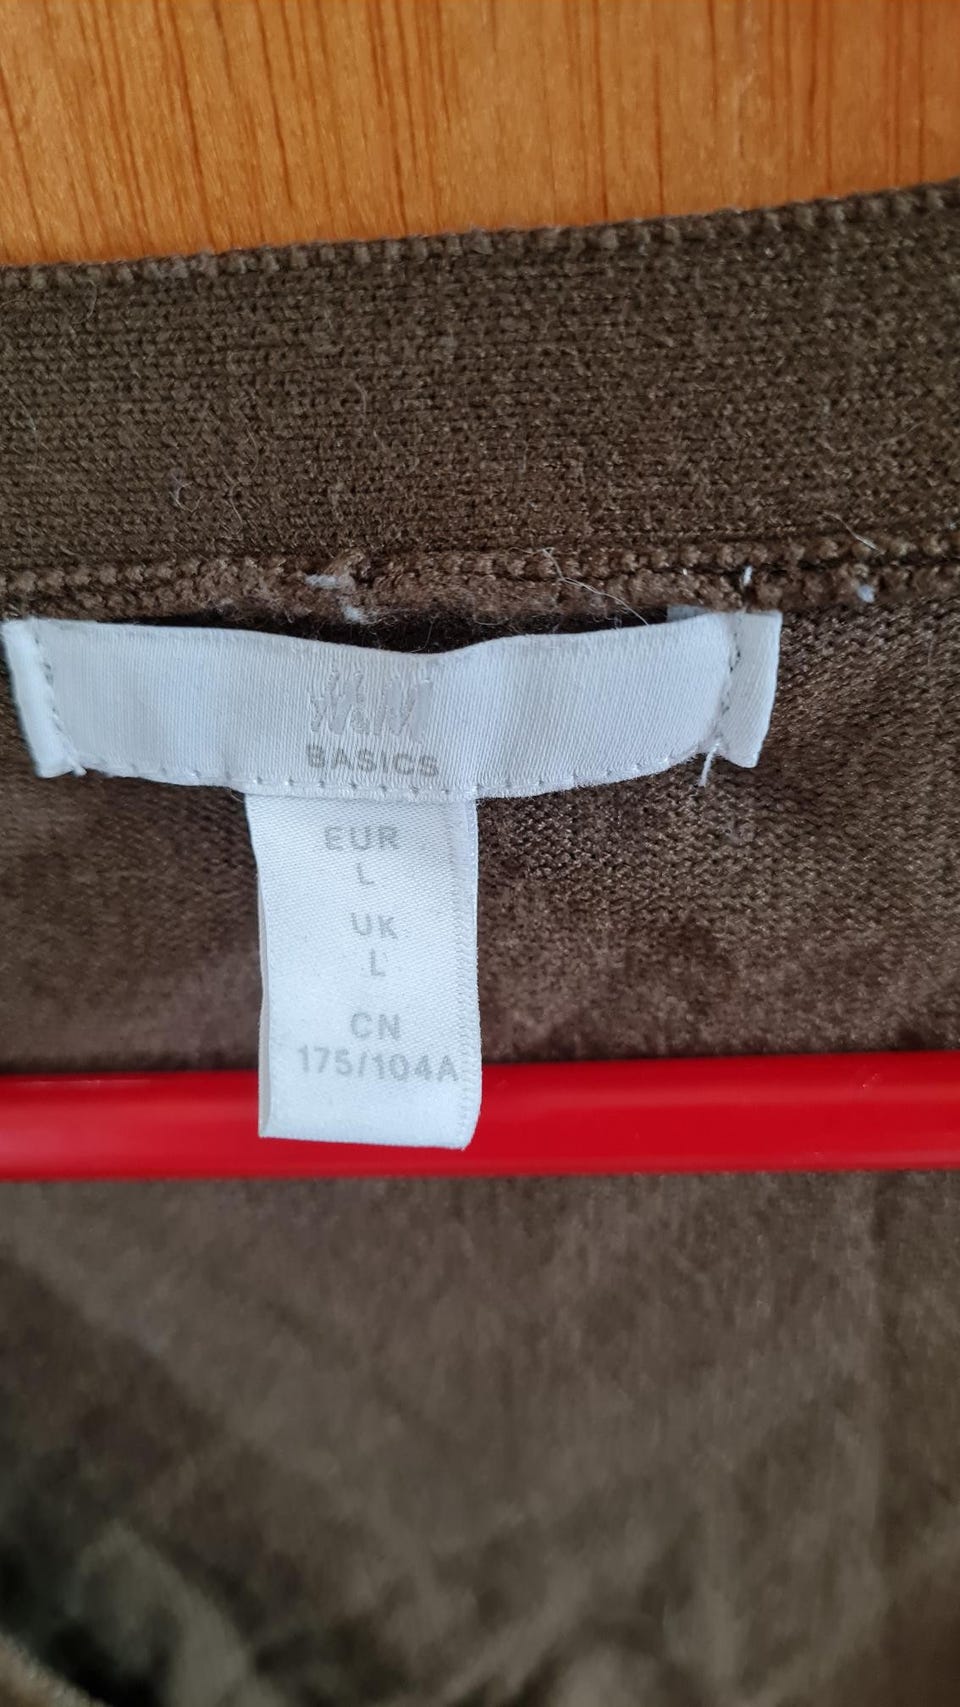 H&M
BASICS
EUR
L
UK
L
CN
175/104A